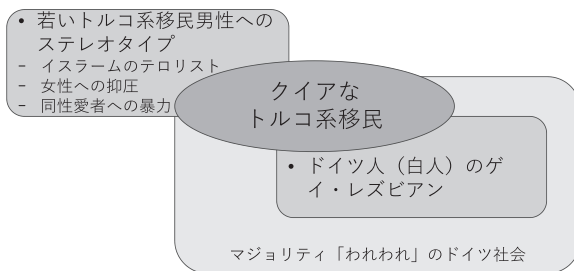 • 若いトルコ系移民男性への
ステレオタイプ
− イスラームのテロリスト
− 女性への抑圧
− 同性愛者への暴力
クイアな
トルコ系移民
• ドイツ人（白人）のゲ
イ・レズビアン
マジョリティ「われわれ」のドイツ社会